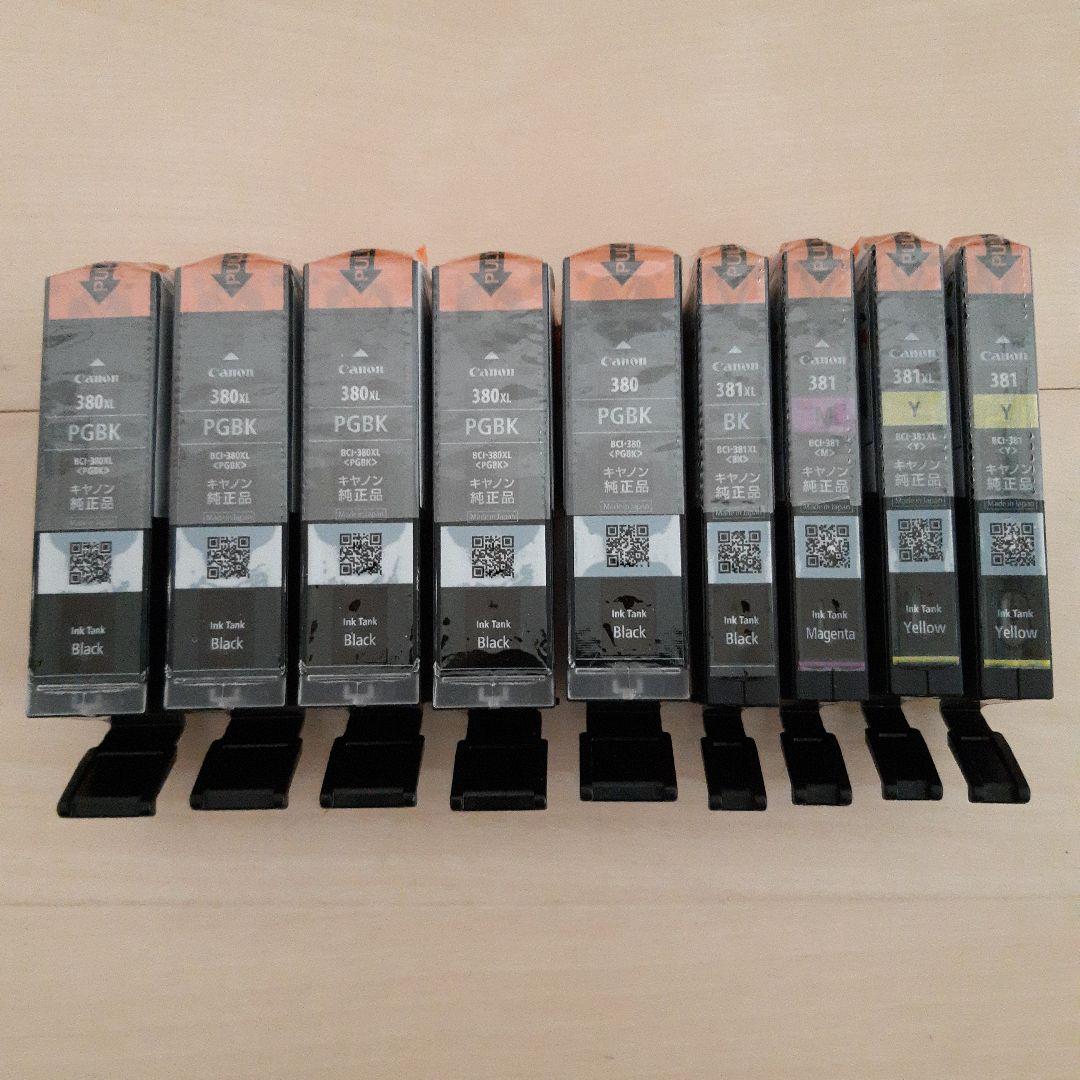 PULL
Canon
380XL
PGBK
BCI-380XL
<PGBK>
キヤノン
純正品
Ink Tank
Black
PULL
Canon
380XL
PGBK
BCI-380XL
<PGBK>
キヤノン
純正品
Made in Japan
Ink Tank
Black
PULL
Canon
380XL
PGBK
BCI-380XL
<PGBK>
キヤノン
純正品
Made in Japan
Ink Tank
Black
PULL
Canon
380XL
PGBK
BCI-380XL
<PGBK>
キヤノン
純正品
Made in Japan
Ink Tank
Black
PULL
Canon
380
PGBK
BCI-380
<PGBK>
キヤノン
純正品
Made in Japan
Ink Tank
Black
PULL
Canon
381XL
BK
BCI-381XL
<BK>
キヤノン
純正品
Made in Japan
Ink Tank
Black
PULL
Canon
381
M
BCI-381
<M>
キヤノン
純正品
Made in Japan
Ink Tank
Magenta
PULL
Canon
381XL
Y
BCI-381XL
<Y>
キヤノン
純正品
Made in Japan
Ink Tank
Yellow
PULL
Canon
381
Y
BCI-381
<Y>
キヤノン
純正品
Made in Japan
Ink Tank
Yellow